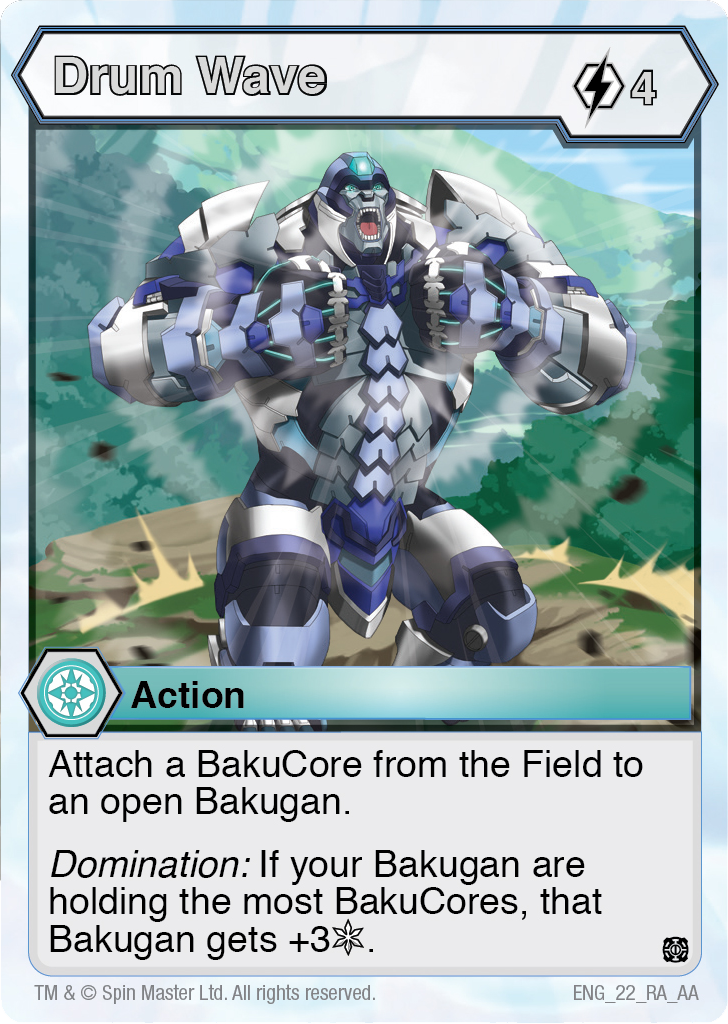 Drum Wave
4
Action
Attach a BakuCore from the Field to
an open Bakugan.
Domination: If your Bakugan are
holding the most BakuCores, that
Bakugan gets +3.
TM & © Spin Master Ltd. All rights reserved.
ENG_22_RA_AA